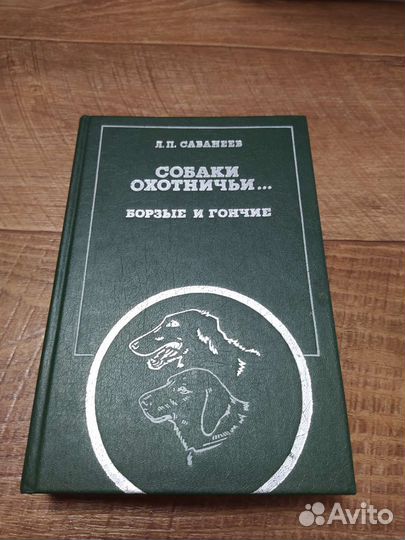 Л.П. САБАНЕЕВ
СОБАКИ
ОХОТНИЧЬИ...
БОРЗЫЕ И ГОНЧИЕ
Avito